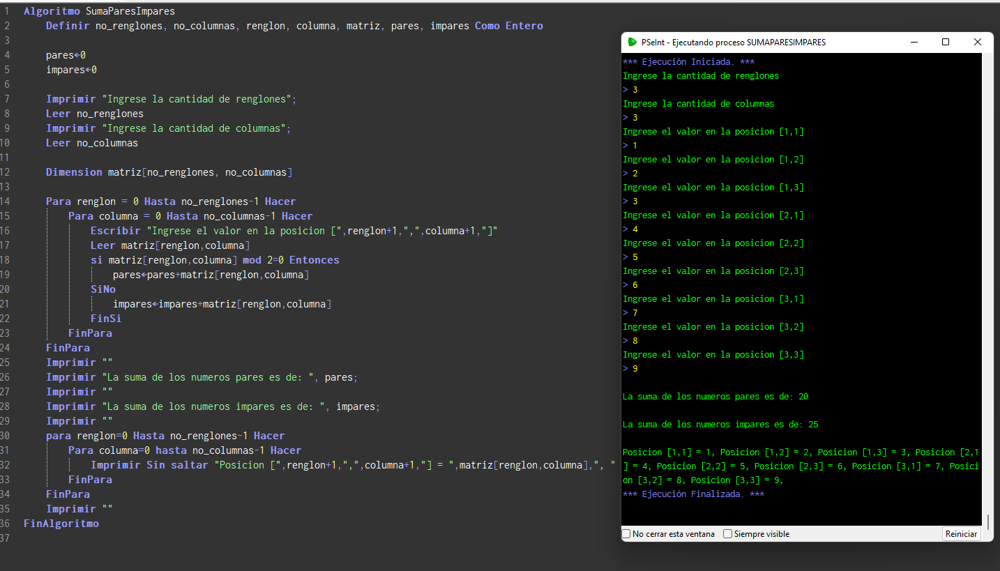 1 Algoritmo SumaParesImpares
2 Definir no_renglones, no_columnas, renglon, columna, matriz, pares, impares Como Entero
3
4 pares←0
5 impares←0
6
7 Imprimir "Ingrese la cantidad de renglones";
8 Leer no_renglones
9 Imprimir "Ingrese la cantidad de columnas";
10 Leer no_columnas
11
12 Dimension matriz[no_renglones, no_columnas]
13
14 Para renglon = 0 Hasta no_renglones-1 Hacer
15 Para columna = 0 Hasta no_columnas-1 Hacer
16 Escribir "Ingrese el valor en la posicion [",renglon+1,",",columna+1,"]"
17 Leer matriz[renglon,columna]
18 si matriz[renglon,columna] mod 2=0 Entonces
19 pares←pares+matriz[renglon,columna]
20 SiNo
21 impares←impares+matriz[renglon,columna]
22 FinSi
23 FinPara
24 FinPara
25 Imprimir ""
26 Imprimir "La suma de los numeros pares es de: ", pares;
27 Imprimir ""
28 Imprimir "La suma de los numeros impares es de: ", impares;
29 Imprimir ""
30 para renglon=0 Hasta no_renglones-1 Hacer
31 Para columna=0 hasta no_columnas-1 Hacer
32 Imprimir Sin saltar "Posicion [",renglon+1,",",columna+1,"] = ",matriz[renglon,columna],", "
33 FinPara
34 FinPara
35 Imprimir ""
36 FinAlgoritmo
37
PSeInt - Ejecutando proceso SUMAPARESIMPARES
*** Ejecución Iniciada. ***
Ingrese la cantidad de renglones
> 3
Ingrese la cantidad de columnas
> 3
Ingrese el valor en la posicion [1,1]
> 1
Ingrese el valor en la posicion [1,2]
> 2
Ingrese el valor en la posicion [1,3]
> 3
Ingrese el valor en la posicion [2,1]
> 4
Ingrese el valor en la posicion [2,2]
> 5
Ingrese el valor en la posicion [2,3]
> 6
Ingrese el valor en la posicion [3,1]
> 7
Ingrese el valor en la posicion [3,2]
> 8
Ingrese el valor en la posicion [3,3]
> 9
La suma de los numeros pares es de: 20
La suma de los numeros impares es de: 25
Posicion [1,1] = 1, Posicion [1,2] = 2, Posicion [1,3] = 3, Posicion [2,1
] = 4, Posicion [2,2] = 5, Posicion [2,3] = 6, Posicion [3,1] = 7, Posici
on [3,2] = 8, Posicion [3,3] = 9,
*** Ejecución Finalizada. ***
No cerrar esta ventana Siempre visible Reiniciar